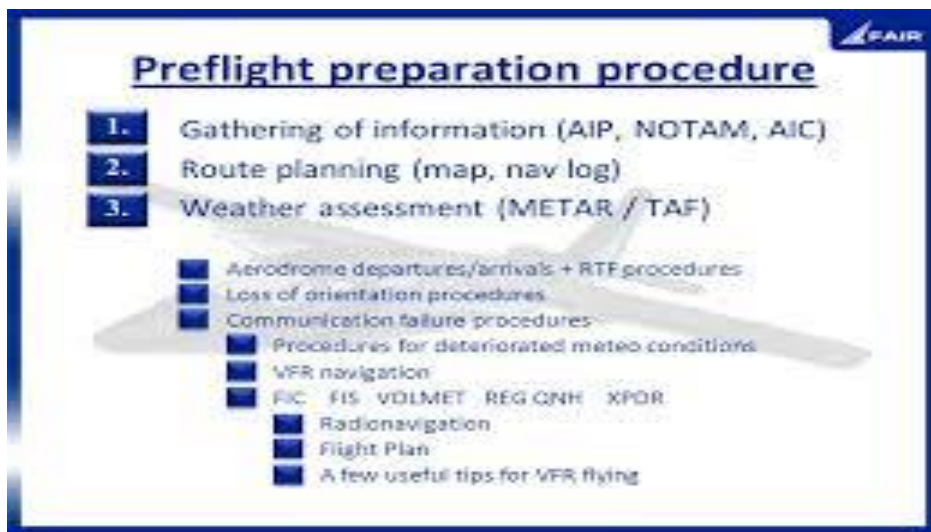 FAIR
Preflight preparation procedure
1. Gathering of information (AIP, NOTAM, AIC)
2. Route planning (map, nav log)
3. Weather assessment (METAR / TAF)
Aerodrome departures/arrivals + RTF procedures
Loss of orientation procedures
Communication failure procedures
Procedures for deteriorated meteo conditions
VFR navigation
FIC FIS VOLMET REG QNH XPDR
Radionavigation
Flight Plan
A few useful tips for VFR flying